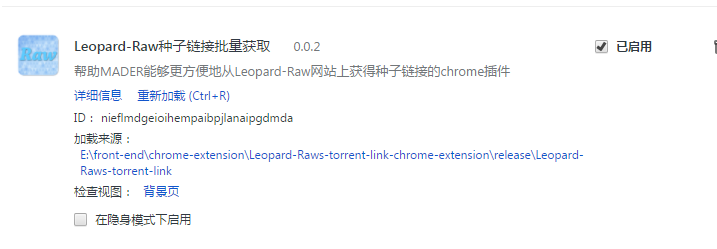 Raw
Leopard-Raw种子链接批量获取 0.0.2 已启用
帮助MADER能够更方便地从Leopard-Raw网站上获得种子链接的chrome插件
详细信息 重新加载 (Ctrl+R)
ID： nieflmdgeioihempaibpjlanaipgdmda
加载来源：
E:\front-end\chrome-extension\Leopard-Raws-torrent-link-chrome-extension\release\Leopard-
Raws-torrent-link
检查视图： 背景页
在隐身模式下启用